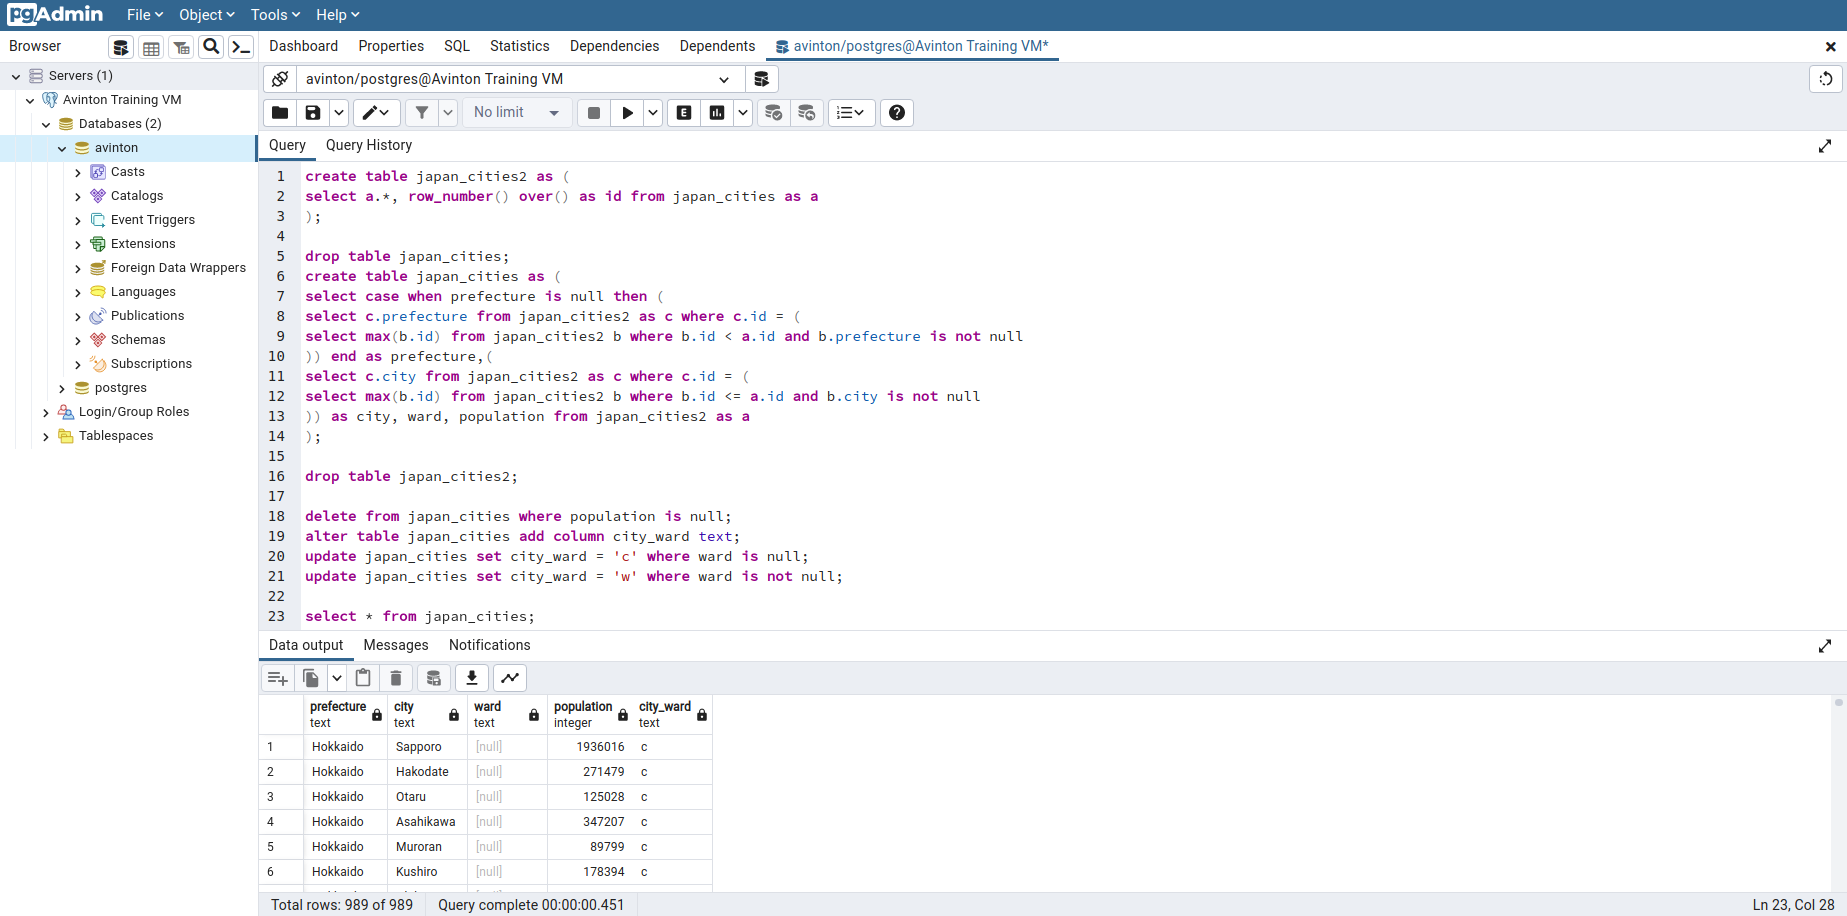 pgAdmin File Object Tools Help
Browser
Dashboard Properties SQL Statistics Dependencies Dependents avinton/postgres@Avinton Training VM*
Servers (1)
Avinton Training VM
Databases (2)
avinton
Casts
Catalogs
Event Triggers
Extensions
Foreign Data Wrappers
Languages
Publications
Schemas
Subscriptions
postgres
Login/Group Roles
Tablespaces
avinton/postgres@Avinton Training VM
No limit
E
Query Query History
1 create table japan_cities2 as (
2 select a.*, row_number() over() as id from japan_cities as a
3 );
4
5 drop table japan_cities;
6 create table japan_cities as (
7 select case when prefecture is null then (
8 select c.prefecture from japan_cities2 as c where c.id = (
9 select max(b.id) from japan_cities2 b where b.id < a.id and b.prefecture is not null
10 )) end as prefecture,(
11 select c.city from japan_cities2 as c where c.id = (
12 select max(b.id) from japan_cities2 b where b.id <= a.id and b.city is not null
13 )) as city, ward, population from japan_cities2 as a
14 );
15
16 drop table japan_cities2;
17
18 delete from japan_cities where population is null;
19 alter table japan_cities add column city_ward text;
20 update japan_cities set city_ward = 'c' where ward is null;
21 update japan_cities set city_ward = 'w' where ward is not null;
22
23 select * from japan_cities;
Data output Messages Notifications
prefecture city ward population city_ward
text text text integer text
1 Hokkaido Sapporo [null] 1936016 c
2 Hokkaido Hakodate [null] 271479 c
3 Hokkaido Otaru [null] 125028 c
4 Hokkaido Asahikawa [null] 347207 c
5 Hokkaido Muroran [null] 89799 c
6 Hokkaido Kushiro [null] 178394 c
Total rows: 989 of 989 Query complete 00:00:00.451 Ln 23, Col 28